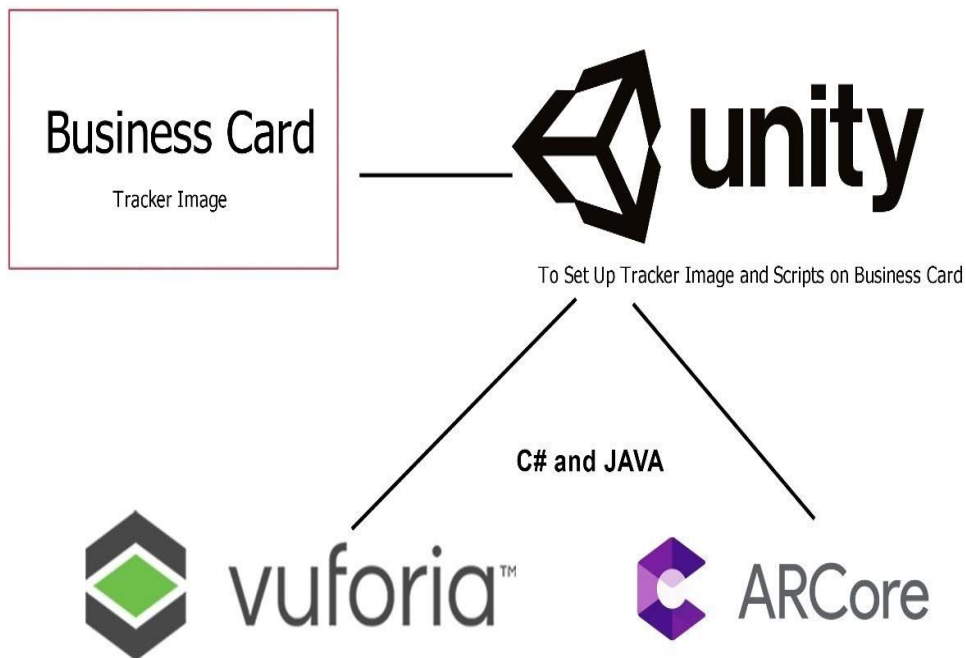 Business Card
Tracker Image
unity
To Set Up Tracker Image and Scripts on Business Card
C# and JAVA
vuforia™
ARCore